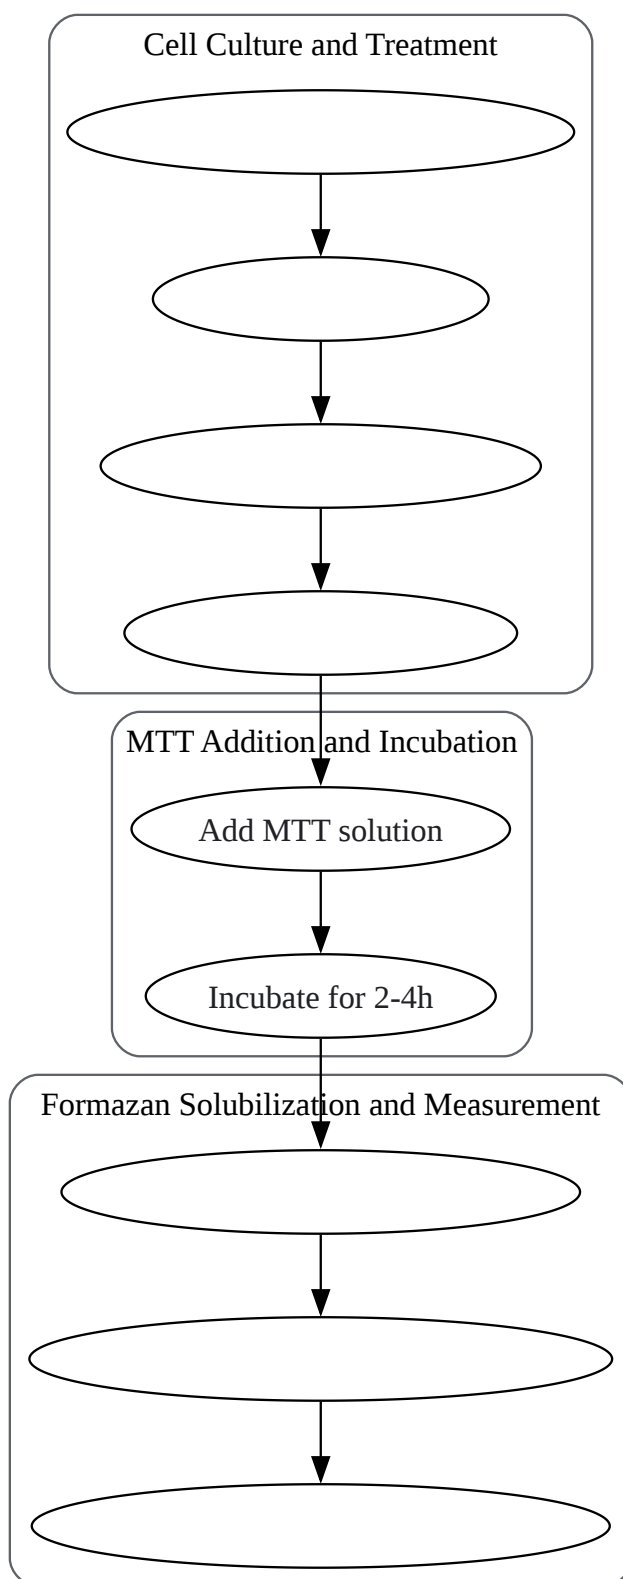 Cell Culture and Treatment
MTT Addition and Incubation
Add MTT solution
Incubate for 2-4h
Formazan Solubilization and Measurement